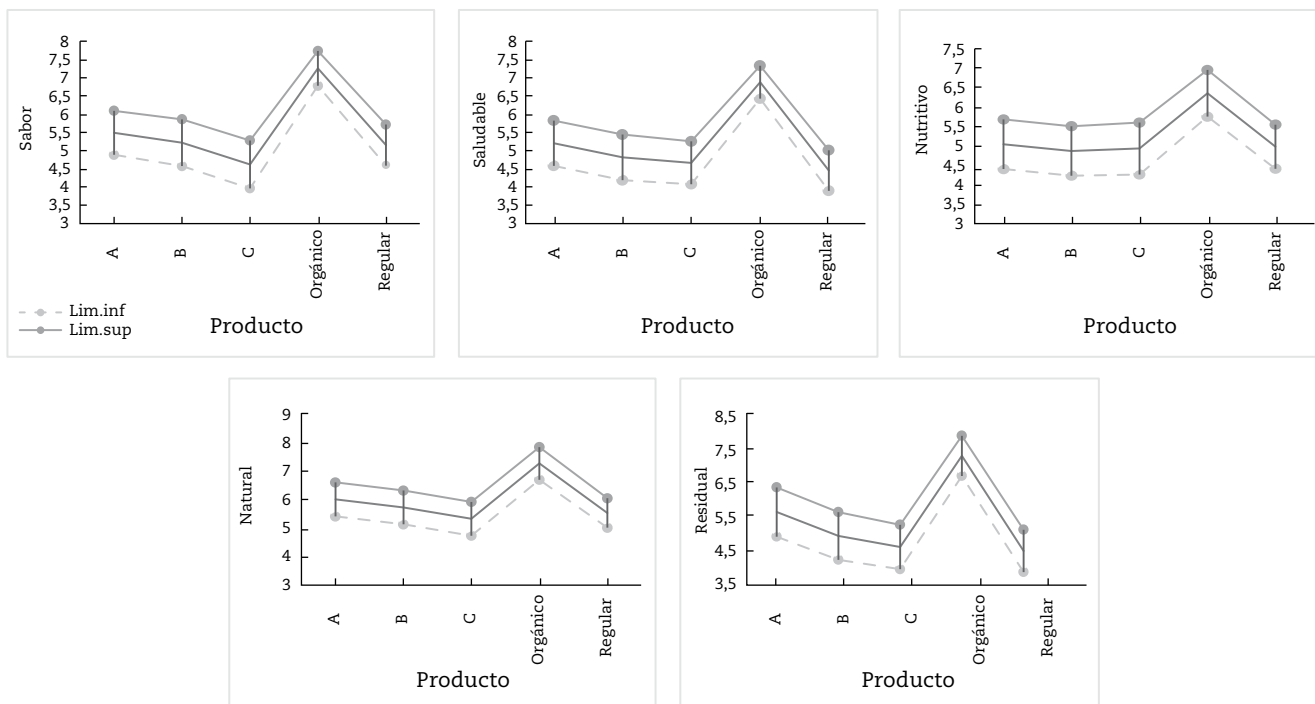 Sabor
8
7,5
7
6,5
6
5,5
5
4,5
4
3,5
3
A
B
C
Orgánico
Regular
Lim.inf
Lim.sup
Producto
Saludable
8
7,5
7
6,5
6
5,5
5
4,5
4
3,5
3
A
B
C
Orgánico
Regular
Producto
Nutritivo
7,5
7
6,5
6
5,5
5
4,5
4
3,5
3
A
B
C
Orgánico
Regular
Producto
Natural
9
8
7
6
5
4
3
A
B
C
Orgánico
Regular
Producto
Residual
8,5
7,5
6,5
5,5
4,5
3,5
A
B
C
Orgánico
Regular
Producto